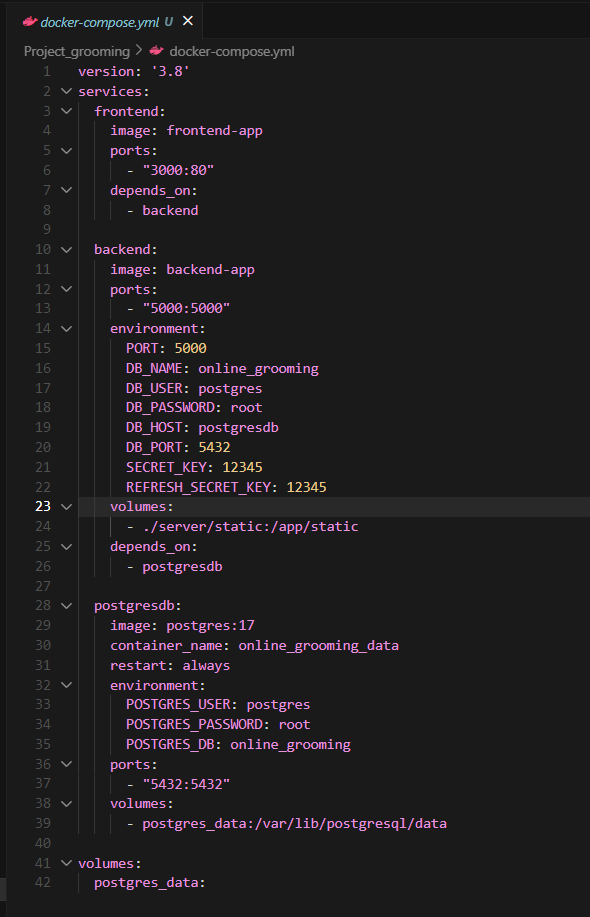 docker-compose.yml U ×
Project_grooming > docker-compose.yml
1 version: '3.8'
2 services:
3   frontend:
4     image: frontend-app
5     ports:
6       - "3000:80"
7     depends_on:
8       - backend
9
10   backend:
11     image: backend-app
12     ports:
13       - "5000:5000"
14     environment:
15       PORT: 5000
16       DB_NAME: online_grooming
17       DB_USER: postgres
18       DB_PASSWORD: root
19       DB_HOST: postgresdb
20       DB_PORT: 5432
21       SECRET_KEY: 12345
22       REFRESH_SECRET_KEY: 12345
23     volumes:
24       - ./server/static:/app/static
25     depends_on:
26       - postgresdb
27
28   postgresdb:
29     image: postgres:17
30     container_name: online_grooming_data
31     restart: always
32     environment:
33       POSTGRES_USER: postgres
34       POSTGRES_PASSWORD: root
35       POSTGRES_DB: online_grooming
36     ports:
37       - "5432:5432"
38     volumes:
39       - postgres_data:/var/lib/postgresql/data
40
41 volumes:
42   postgres_data: